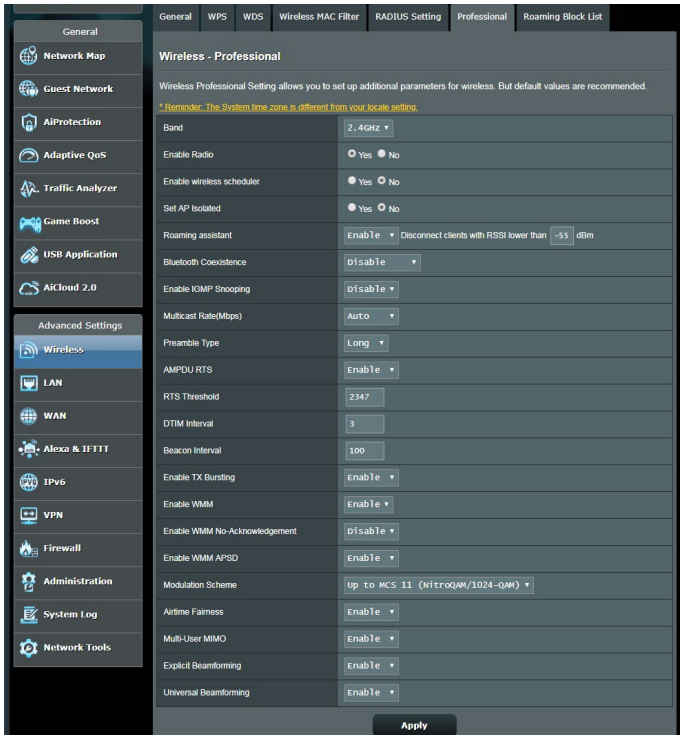 General WPS WDS Wireless MAC Filter RADIUS Setting Professional Roaming Block List
General
Network Map
Guest Network
AiProtection
Adaptive QoS
Traffic Analyzer
Game Boost
USB Application
AiCloud 2.0
Advanced Settings
Wireless
LAN
WAN
Alexa & IFTTT
IPv6
VPN
Firewall
Administration
System Log
Network Tools
Wireless - Professional
Wireless Professional Setting allows you to set up additional parameters for wireless. But default values are recommended.
* Reminder: The System time zone is different from your locale setting.
Band 2.4GHz
Enable Radio Yes No
Enable wireless scheduler Yes No
Set AP Isolated Yes No
Roaming assistant Enable Disconnect clients with RSSI lower than -55 dBm
Bluetooth Coexistence Disable
Enable IGMP Snooping Disable
Multicast Rate(Mbps) Auto
Preamble Type Long
AMPDU RTS Enable
RTS Threshold 2347
DTIM Interval 3
Beacon Interval 100
Enable TX Bursting Enable
Enable WMM Enable
Enable WMM No-Acknowledgement Disable
Enable WMM APSD Enable
Modulation Scheme Up to MCS 11 (NitroQAM/1024-QAM)
Airtime Fairness Enable
Multi-User MIMO Enable
Explicit Beamforming Enable
Universal Beamforming Enable
Apply